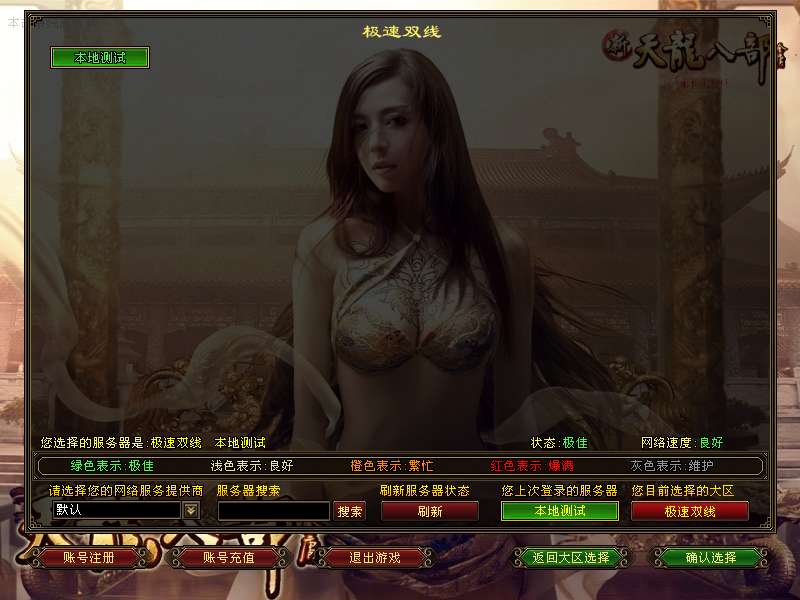 极速双线
本地测试
新天龍八部
您选择的服务器是:极速双线 本地测试 状态:极佳 网络速度:良好
绿色表示:极佳 浅色表示:良好 橙色表示:繁忙 红色表示:爆满 灰色表示:维护
请选择您的网络服务提供商 服务器搜索 刷新服务器状态 您上次登录的服务器 您目前选择的大区
默认 搜索 刷新 本地测试 极速双线
账号注册 账号充值 退出游戏 返回大区选择 确认选择